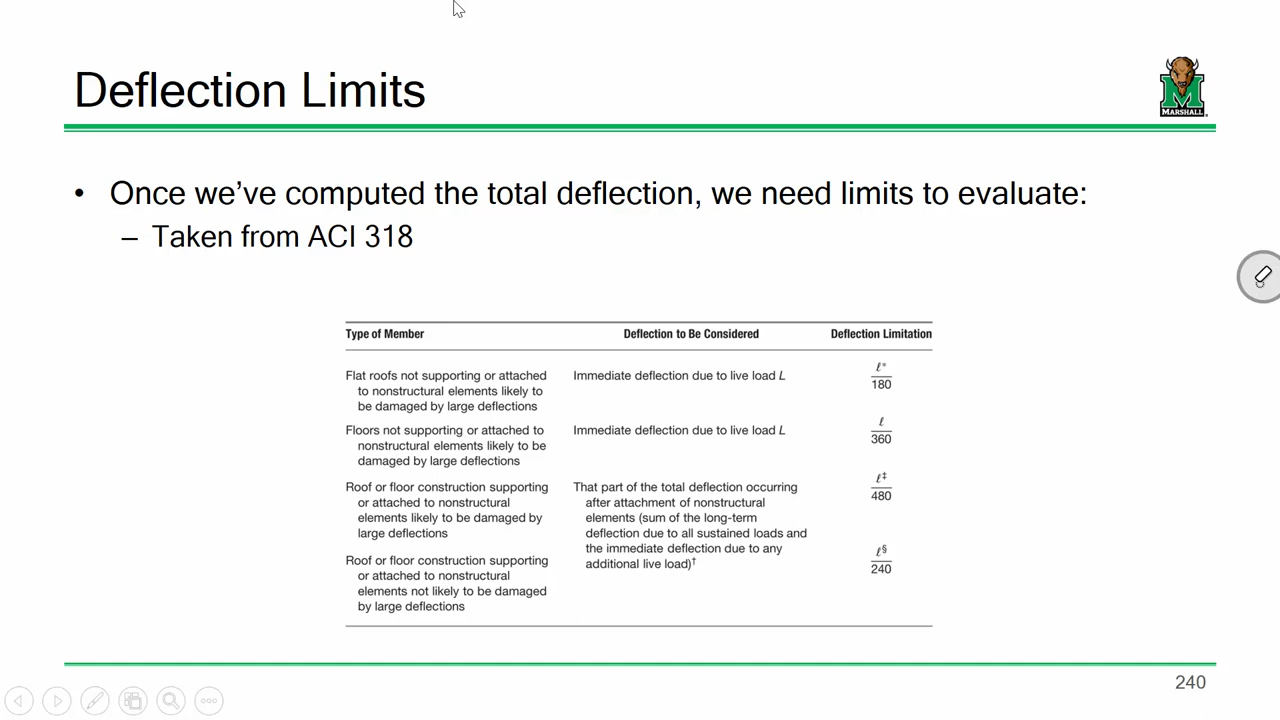 Deflection Limits
MARSHALL
• Once we’ve computed the total deflection, we need limits to evaluate:
– Taken from ACI 318
Type of Member Deflection to Be Considered Deflection Limitation
Flat roofs not supporting or attached
to nonstructural elements likely to
be damaged by large deflections
Immediate deflection due to live load L
ℓ*
180
Floors not supporting or attached to
nonstructural elements likely to be
damaged by large deflections
Immediate deflection due to live load L
ℓ
360
Roof or floor construction supporting
or attached to nonstructural
elements likely to be damaged by
large deflections
That part of the total deflection occurring
after attachment of nonstructural
elements (sum of the long-term
deflection due to all sustained loads and
the immediate deflection due to any
additional live load)†
ℓ‡
480
Roof or floor construction supporting
or attached to nonstructural
elements not likely to be damaged
by large deflections
ℓ§
240
240